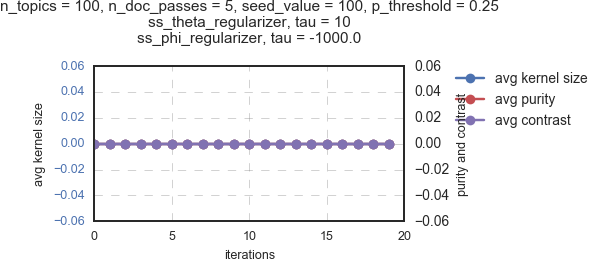 n_topics = 100, n_doc_passes = 5, seed_value = 100, p_threshold = 0.25
ss_theta_regularizer, tau = 10
ss_phi_regularizer, tau = -1000.0
0.06
0.04
0.02
0.00
−0.02
−0.04
−0.06
avg kernel size
0
5
10
15
20
iterations
0.06
0.04
0.02
0.00
−0.02
−0.04
−0.06
purity and contrast
avg kernel size
avg purity
avg contrast